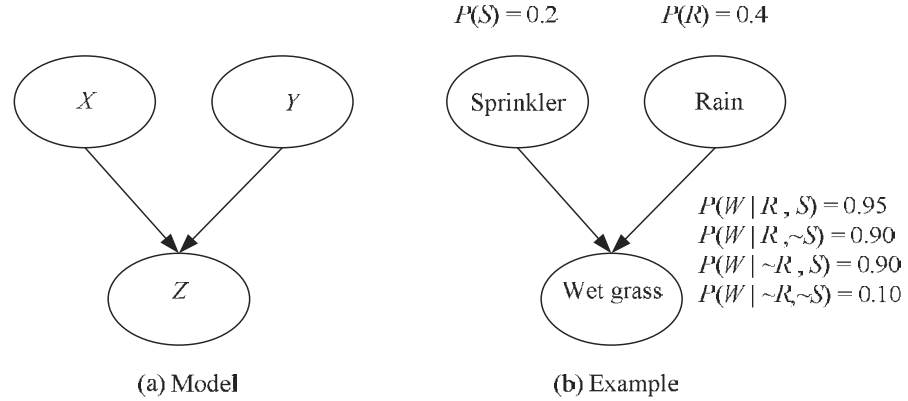 P(S) = 0.2
P(R) = 0.4
X
Y
Sprinkler
Rain
P(W | R , S) = 0.95
P(W | R ,~S) = 0.90
P(W | ~R , S) = 0.90
P(W | ~R,~S) = 0.10
Z
Wet grass
(a) Model
(b) Example